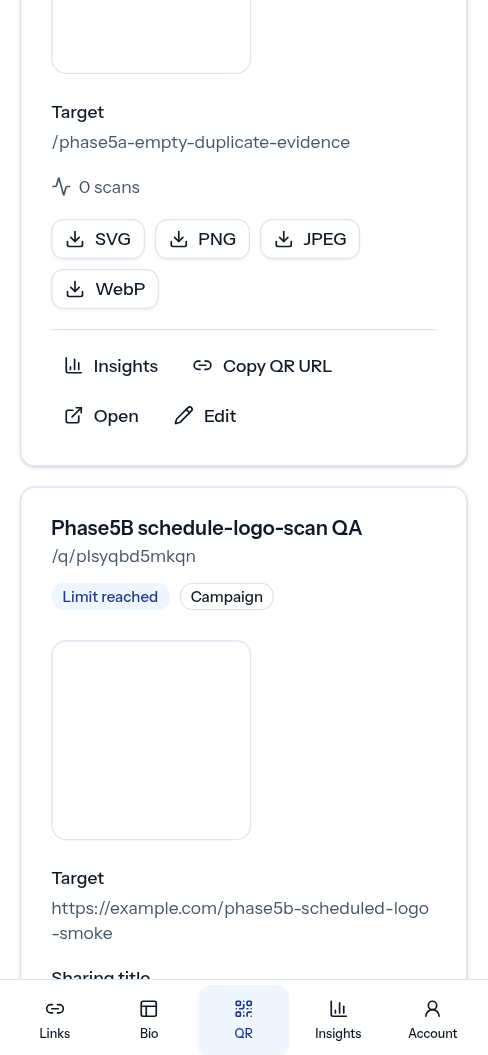 Target
/phase5a-empty-duplicate-evidence
0 scans
SVG PNG JPEG
WebP
Insights Copy QR URL
Open Edit
Phase5B schedule-logo-scan QA
/q/plsyqbd5mkqn
Limit reached Campaign
Target
https://example.com/phase5b-scheduled-logo
-smoke
Sharing title
Links Bio QR Insights Account